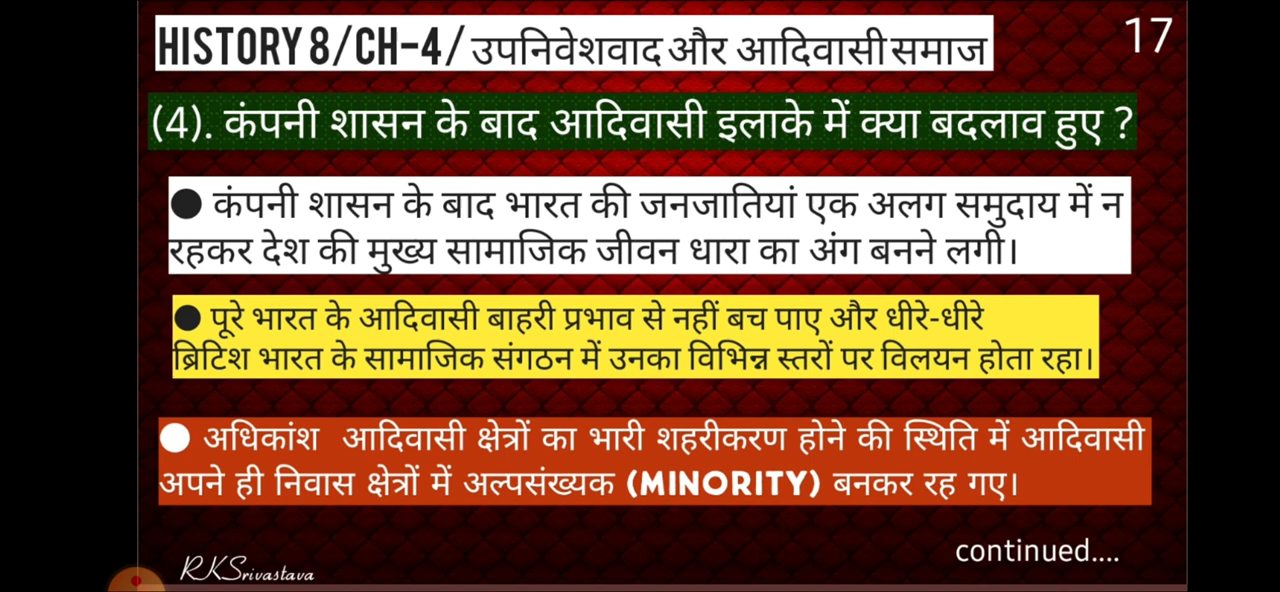 HISTORY 8/CH-4/ उपनिवेशवाद और आदिवासी समाज
17
(4). कंपनी शासन के बाद आदिवासी इलाके में क्या बदलाव हुए ?
● कंपनी शासन के बाद भारत की जनजातियां एक अलग समुदाय में न
रहकर देश की मुख्य सामाजिक जीवन धारा का अंग बनने लगी।
● पूरे भारत के आदिवासी बाहरी प्रभाव से नहीं बच पाए और धीरे-धीरे
ब्रिटिश भारत के सामाजिक संगठन में उनका विभिन्न स्तरों पर विलयन होता रहा।
● अधिकांश आदिवासी क्षेत्रों का भारी शहरीकरण होने की स्थिति में आदिवासी
अपने ही निवास क्षेत्रों में अल्पसंख्यक (MINORITY) बनकर रह गए।
continued....
RKSrivastava